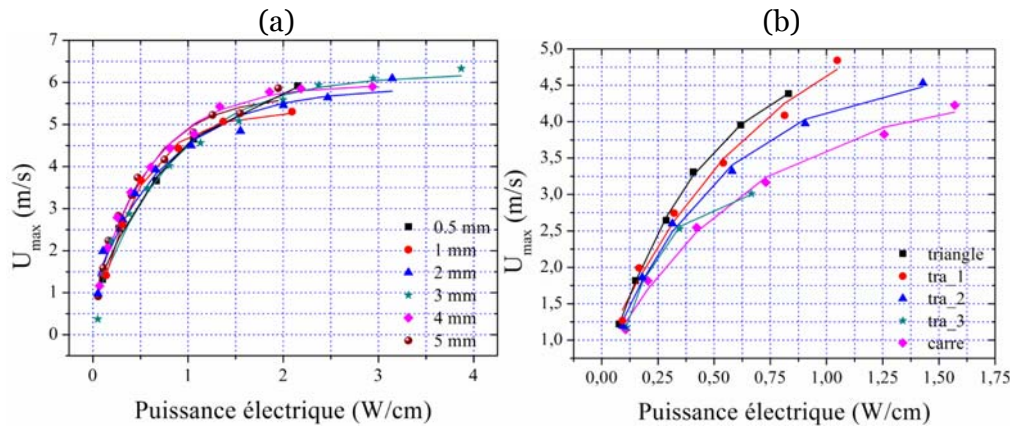 (a)
7
6
5
4
3
2
1
0
U_max (m/s)
0.5 mm
1 mm
2 mm
3 mm
4 mm
5 mm
0 1 2 3 4
Puissance électrique (W/cm)
(b)
5,0
4,5
4,0
3,5
3,0
2,5
2,0
1,5
1,0
U_max (m/s)
triangle
tra_1
tra_2
tra_3
carre
0,00 0,25 0,50 0,75 1,00 1,25 1,50 1,75
Puissance électrique (W/cm)